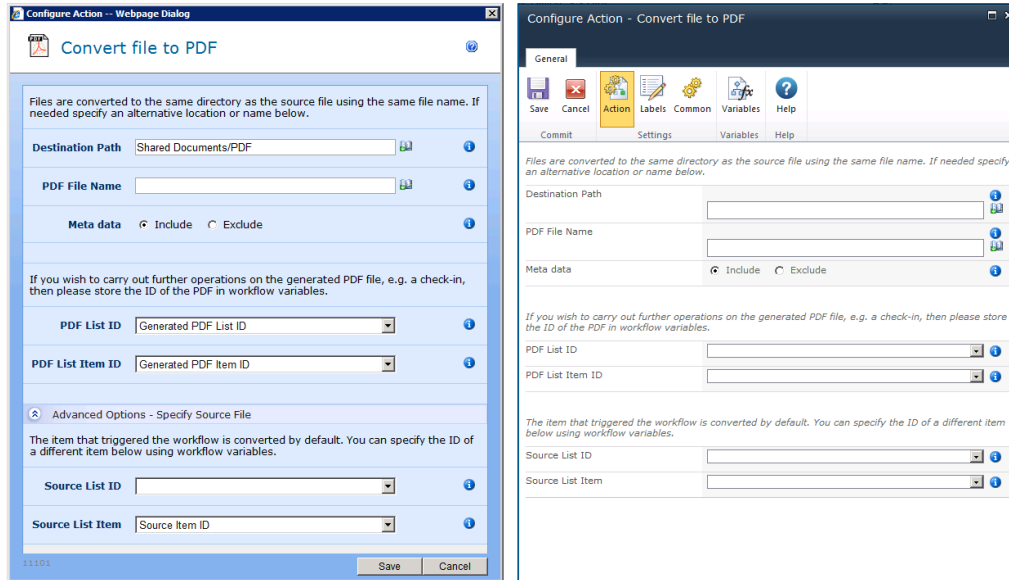 Configure Action -- Webpage Dialog
PDF
Convert file to PDF
Files are converted to the same directory as the source file using the same file name. If
needed specify an alternative location or name below.
Destination Path Shared Documents/PDF
PDF File Name
Meta data Include Exclude
If you wish to carry out further operations on the generated PDF file, e.g. a check-in,
then please store the ID of the PDF in workflow variables.
PDF List ID Generated PDF List ID
PDF List Item ID Generated PDF Item ID
Advanced Options - Specify Source File
The item that triggered the workflow is converted by default. You can specify the ID of
a different item below using workflow variables.
Source List ID
Source List Item Source Item ID
11101
Save Cancel
Configure Action - Convert file to PDF
General
Save Cancel Action Labels Common Variables Help
Commit Settings Variables Help
Files are converted to the same directory as the source file using the same file name. If needed specify
an alternative location or name below.
Destination Path
PDF File Name
Meta data Include Exclude
If you wish to carry out further operations on the generated PDF file, e.g. a check-in, then please store
the ID of the PDF in workflow variables.
PDF List ID
PDF List Item ID
The item that triggered the workflow is converted by default. You can specify the ID of a different item
below using workflow variables.
Source List ID
Source List Item